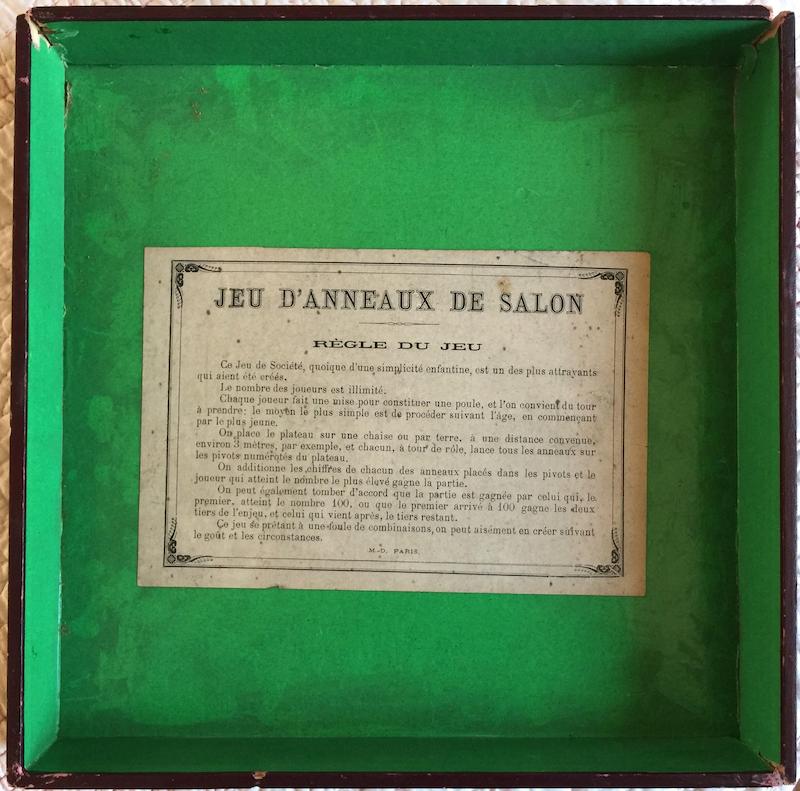 JEU D'ANNEAUX DE SALON
RÈGLE DU JEU
Ce Jeu de Société, quoique d'une simplicité enfantine, est un des plus attrayants
qui aient été créés.
Le nombre des joueurs est illimité.
Chaque joueur fait une mise pour constituer une poule, et l'on convient du tour
à prendre; le moyen le plus simple est de procéder suivant l'âge, en commençant
par le plus jeune.
On place le plateau sur une chaise ou par terre, à une distance convenue,
environ 3 mètres, par exemple, et chacun, à tour de rôle, lance tous les anneaux sur
les pivots numérotés du plateau.
On additionne les chiffres de chacun des anneaux placés dans les pivots et le
joueur qui atteint le nombre le plus élevé gagne la partie.
On peut également tomber d'accord que la partie est gagnée par celui qui, le
premier, atteint le nombre 100, ou que le premier arrivé à 100 gagne les deux
tiers de l'enjeu, et celui qui vient après, le tiers restant.
Ce jeu se prêtant à une foule de combinaisons, on peut aisément en créer suivant
le goût et les circonstances.
M.-D. PARIS.